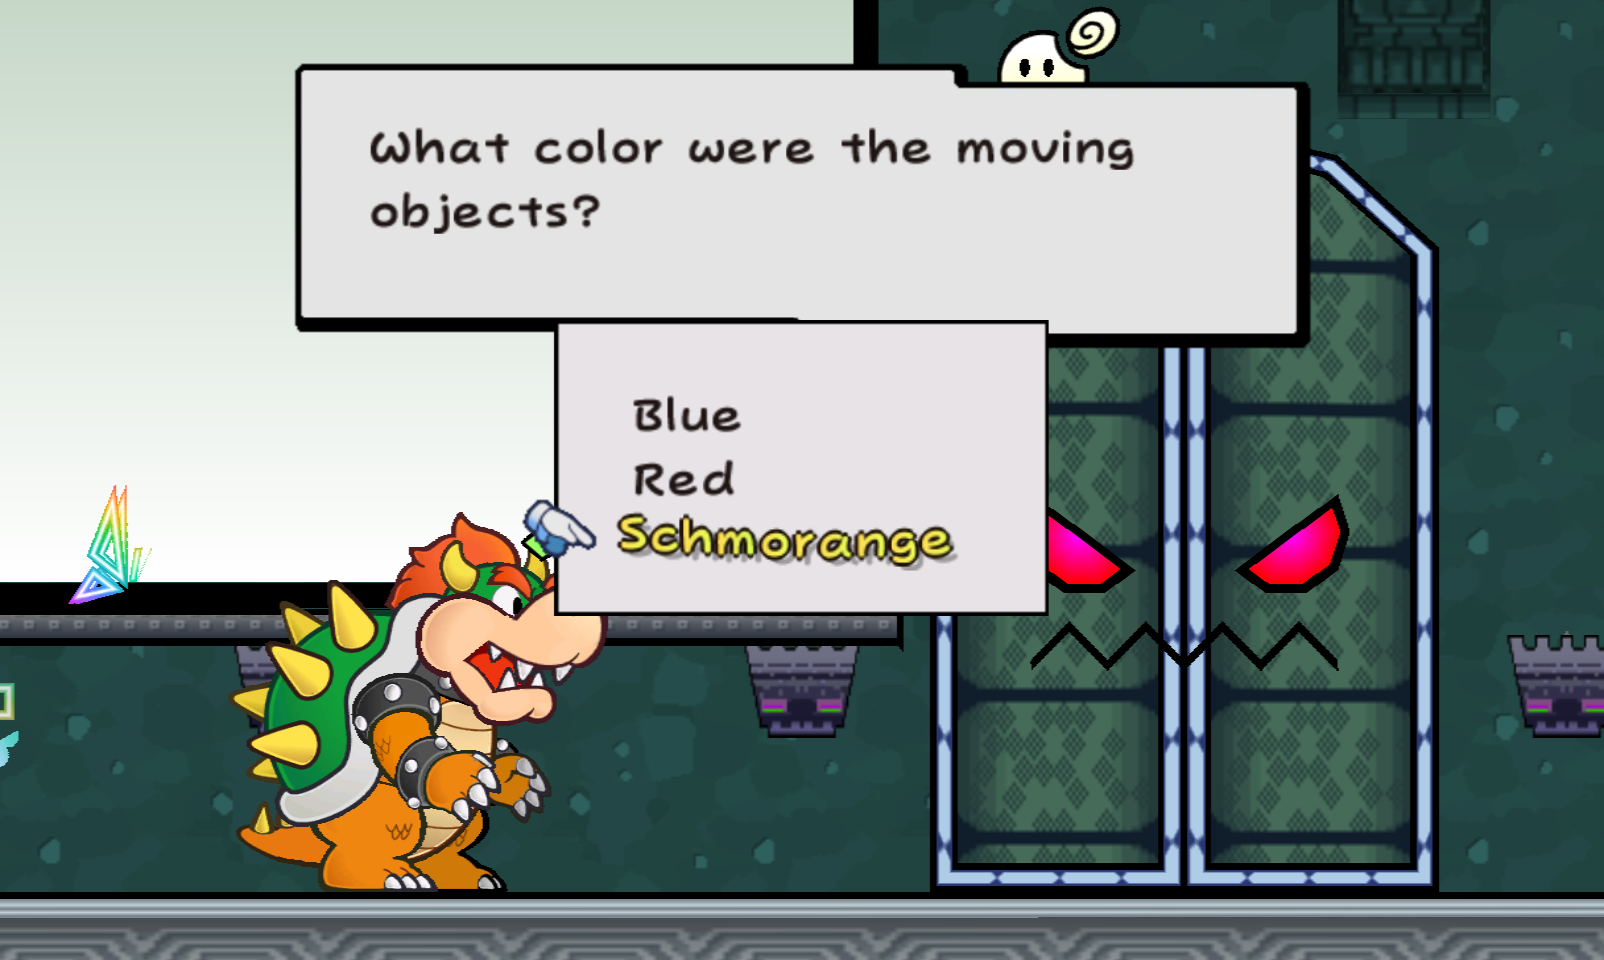 What color were the moving
objects?
Blue
Red
Schmorange